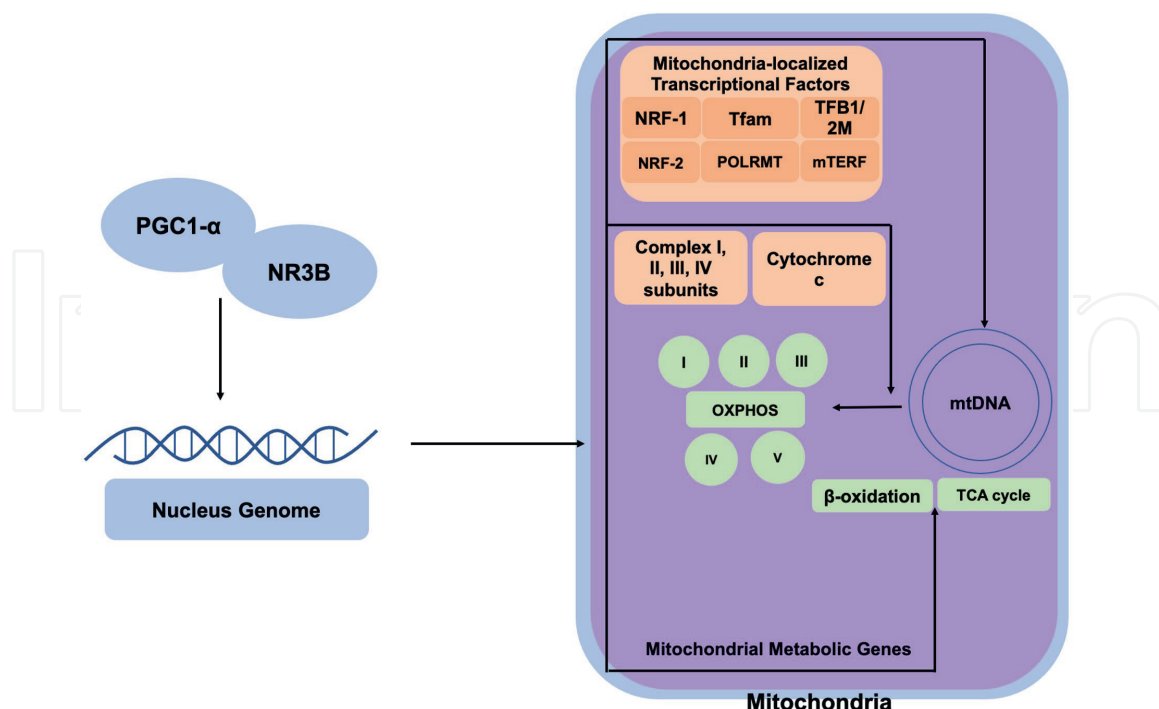 PGC1-α
NR3B
Nucleus Genome
Mitochondria-localized
Transcriptional Factors
NRF-1
Tfam
TFB1/
2M
NRF-2
POLRMT
mTERF
Complex I,
II, III, IV
subunits
Cytochrome
c
I
II
III
OXPHOS
IV
V
mtDNA
β-oxidation
TCA cycle
Mitochondrial Metabolic Genes
Mitochondria